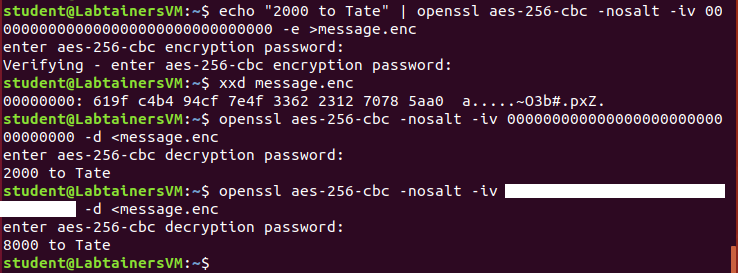 student@LabtainersVM:~$ echo "2000 to Tate" | openssl aes-256-cbc -nosalt -iv 00
000000000000000000000000000000 -e >message.enc
enter aes-256-cbc encryption password:
Verifying - enter aes-256-cbc encryption password:
student@LabtainersVM:~$ xxd message.enc
00000000: 619f c4b4 94cf 7e4f 3362 2312 7078 5aa0  a.....~O3b#.pxZ.
student@LabtainersVM:~$ openssl aes-256-cbc -nosalt -iv 000000000000000000000000
00000000 -d <message.enc
enter aes-256-cbc decryption password:
2000 to Tate
student@LabtainersVM:~$ openssl aes-256-cbc -nosalt -iv
-d <message.enc
enter aes-256-cbc decryption password:
8000 to Tate
student@LabtainersVM:~$